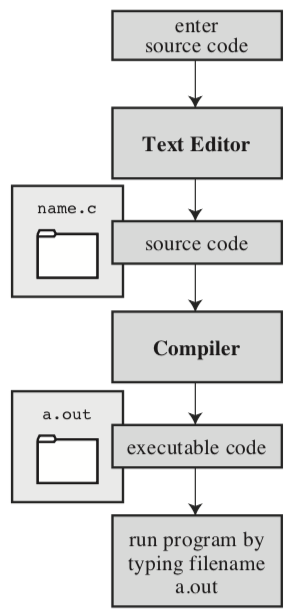 enter
source code
Text Editor
name.c
source code
Compiler
a.out
executable code
run program by
typing filename
a.out